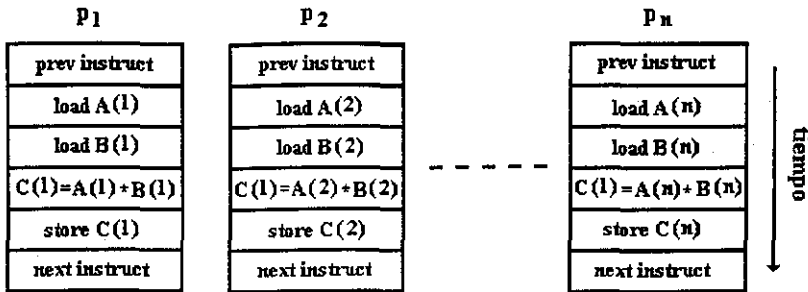 P1 P2 Pn
prev instruct prev instruct prev instruct
load A(1) load A(2) load A(n)
load B(1) load B(2) load B(n)
C(1)=A(1)*B(1) C(1)=A(2)*B(2) C(1)=A(n)*B(n)
store C(1) store C(2) store C(n)
next instruct next instruct next instruct
tiempo